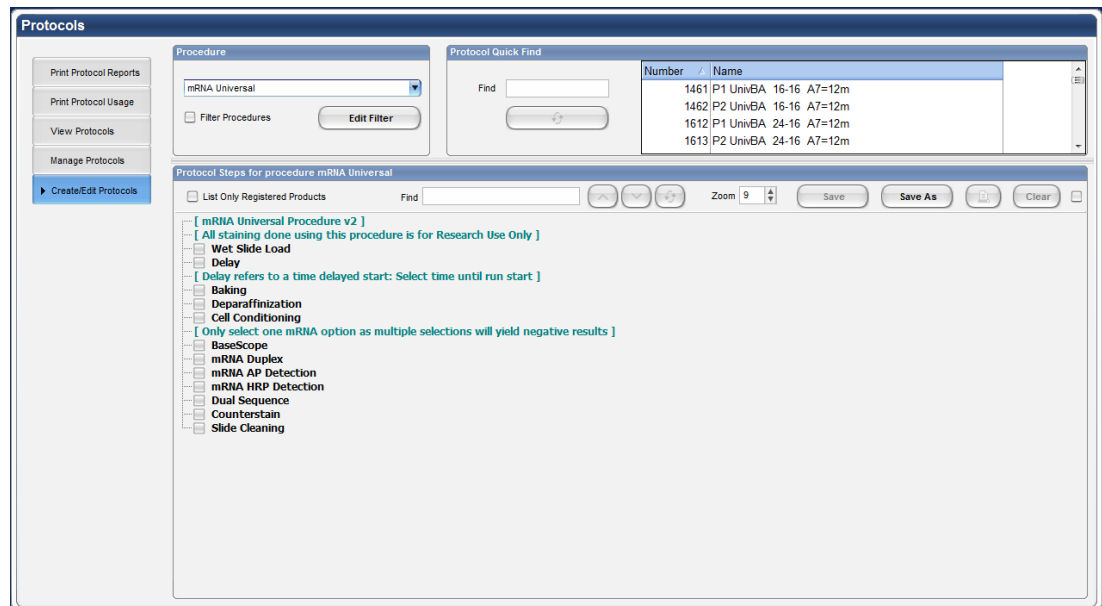 Protocols
Print Protocol Reports
Print Protocol Usage
View Protocols
Manage Protocols
Create/Edit Protocols
Procedure
mRNA Universal
Filter Procedures
Edit Filter
Protocol Quick Find
Find
Number Name
1461 P1 UnivBA 16-16 A7=12m
1462 P2 UnivBA 16-16 A7=12m
1612 P1 UnivBA 24-16 A7=12m
1613 P2 UnivBA 24-16 A7=12m
Protocol Steps for procedure mRNA Universal
List Only Registered Products Find Zoom 9 Save Save As Clear
[ mRNA Universal Procedure v2 ]
[ All staining done using this procedure is for Research Use Only ]
Wet Slide Load
Delay
[ Delay refers to a time delayed start: Select time until run start ]
Baking
Deparaffinization
Cell Conditioning
[ Only select one mRNA option as multiple selections will yield negative results ]
BaseScope
mRNA Duplex
mRNA AP Detection
mRNA HRP Detection
Dual Sequence
Counterstain
Slide Cleaning